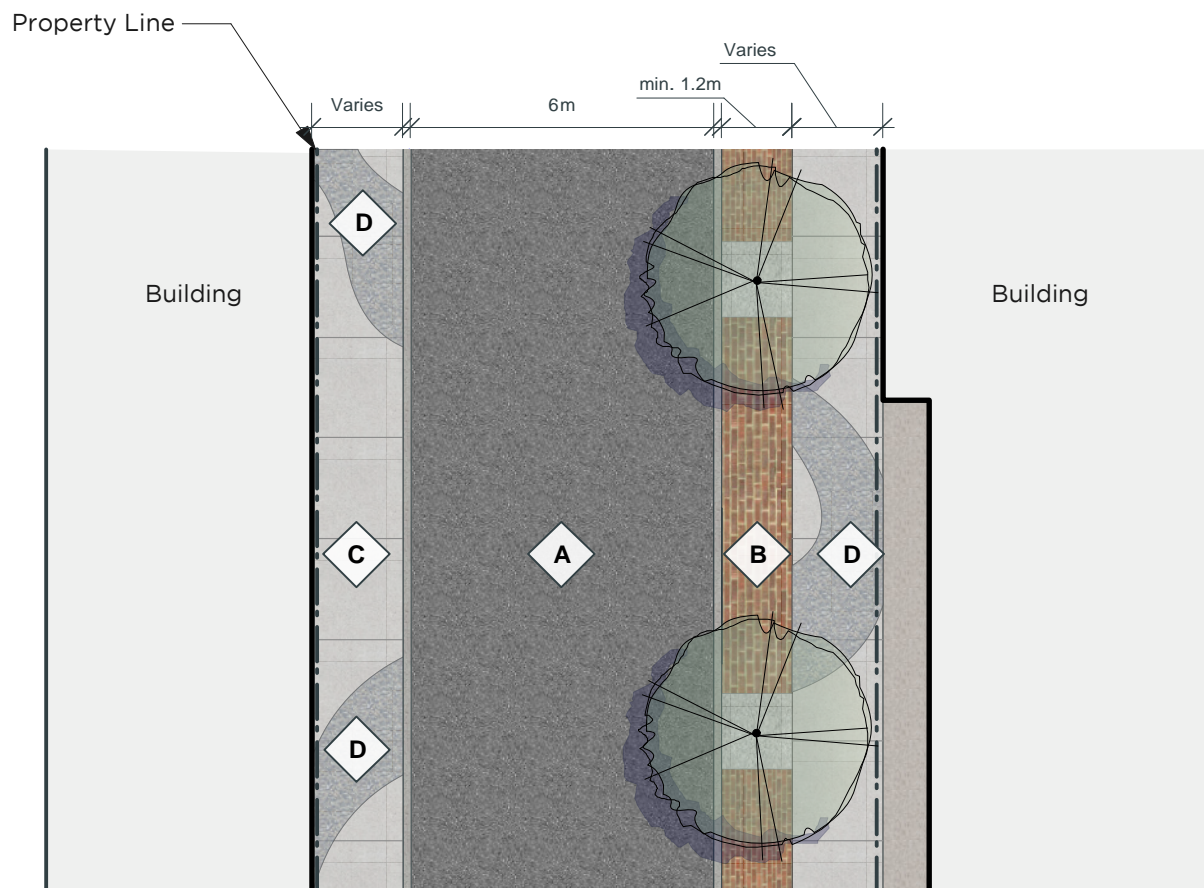 Property Line
Varies
Varies
6m
min. 1.2m
D
Building
Building
C
A
B
D
D